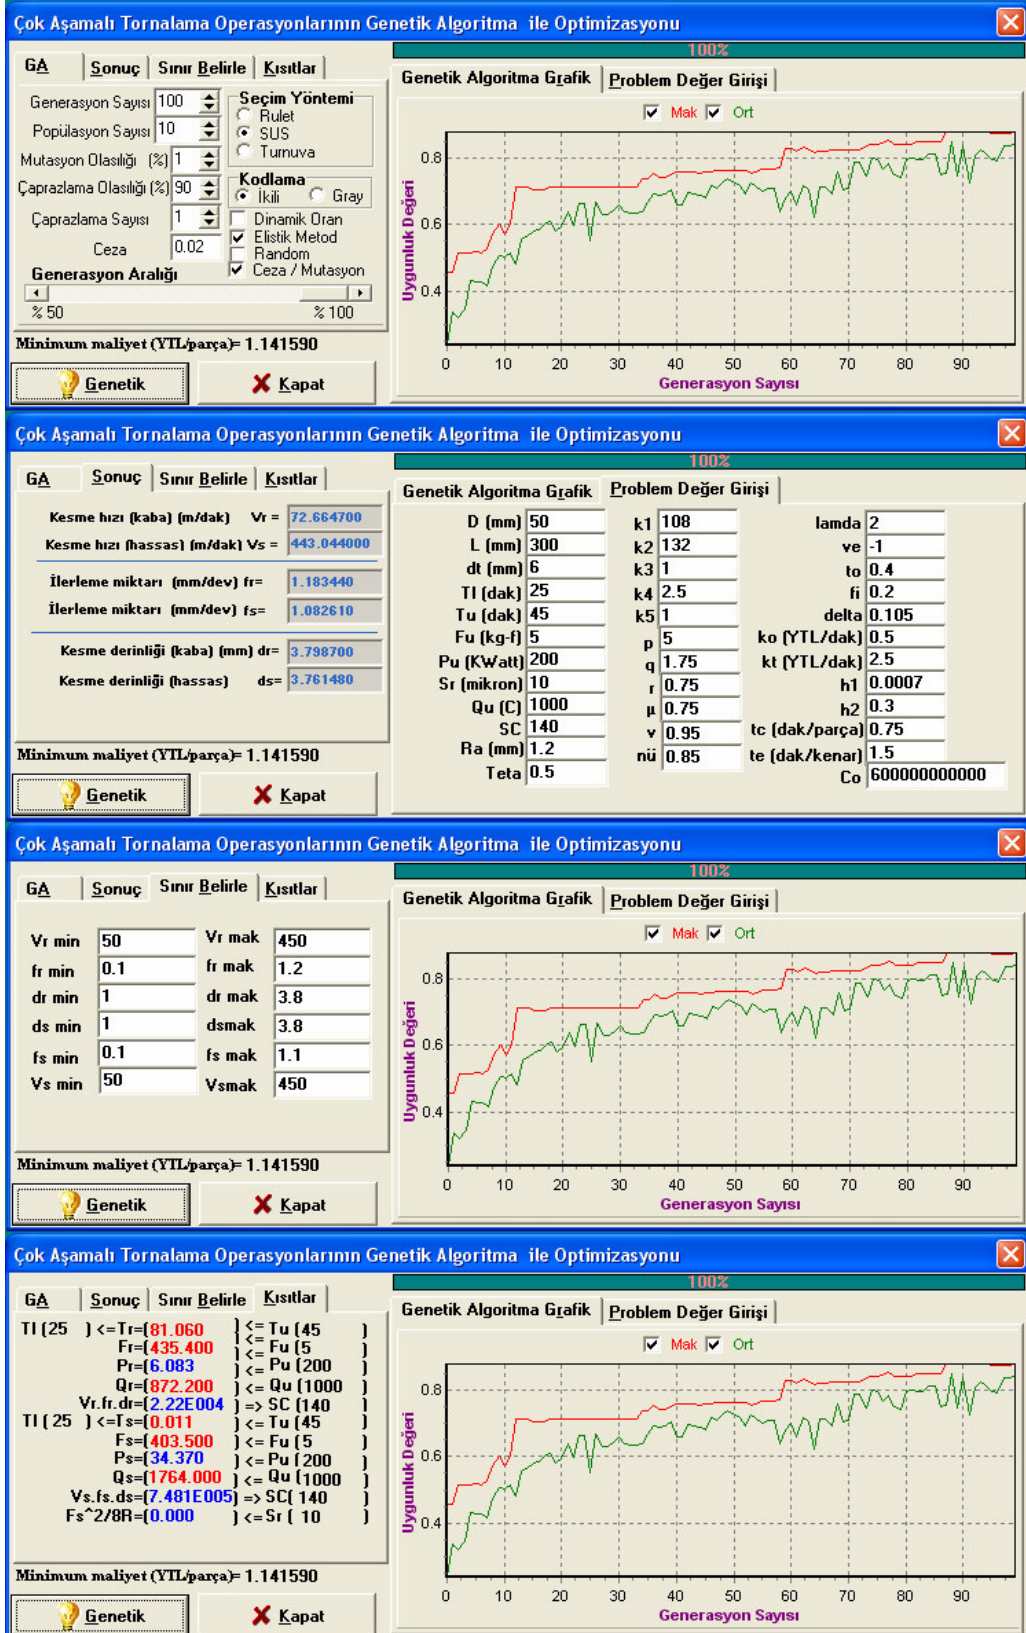 Çok Aşamalı Tornalama Operasyonlarının Genetik Algoritma ile Optimizasyonu
100%
GA Sonuç Sınır Belirle Kısıtlar
Genetik Algoritma Grafik Problem Değer Girişi
Generasyon Sayısı 100
Popülasyon Sayısı 10
Mutasyon Olasılığı (%) 1
Çaprazlama Olasılığı (%) 90
Çaprazlama Sayısı 1
Ceza 0.02
Seçim Yöntemi
Rulet
SUS
Turnuva
Kodlama
İkili Gray
Dinamik Oran
Elistik Metod
Random
Ceza / Mutasyon
Generasyon Aralığı
% 50 % 100
Minimum maliyet (YTL/parça)= 1.141590
Genetik Kapat
Mak Ort
Uygunluk Değeri
0.8
0.6
0.4
0 10 20 30 40 50 60 70 80 90
Generasyon Sayısı
Çok Aşamalı Tornalama Operasyonlarının Genetik Algoritma ile Optimizasyonu
100%
GA Sonuç Sınır Belirle Kısıtlar
Genetik Algoritma Grafik Problem Değer Girişi
Kesme hızı (kaba) (m/dak) Vr = 72.664700
Kesme hızı (hassas) (m/dak) Vs = 443.044000
İlerleme miktarı (mm/dev) fr= 1.183440
İlerleme miktarı (mm/dev) fs= 1.082610
Kesme derinliği (kaba) (mm) dr= 3.798700
Kesme derinliği (hassas) ds= 3.761480
Minimum maliyet (YTL/parça)= 1.141590
Genetik Kapat
D (mm) 50
L (mm) 300
dt (mm) 6
Tl (dak) 25
Tu (dak) 45
Fu (kg-f) 5
Pu (KWatt) 200
Sr (mikron) 10
Qu (C) 1000
SC 140
Ra (mm) 1.2
Teta 0.5
k1 108
k2 132
k3 1
k4 2.5
k5 1
p 5
q 1.75
r 0.75
µ 0.75
v 0.95
nü 0.85
lamda 2
ve -1
to 0.4
fi 0.2
delta 0.105
ko (YTL/dak) 0.5
kt (YTL/dak) 2.5
h1 0.0007
h2 0.3
tc (dak/parça) 0.75
te (dak/kenar) 1.5
Co 600000000000
Çok Aşamalı Tornalama Operasyonlarının Genetik Algoritma ile Optimizasyonu
100%
GA Sonuç Sınır Belirle Kısıtlar
Genetik Algoritma Grafik Problem Değer Girişi
Vr min 50 Vr mak 450
fr min 0.1 fr mak 1.2
dr min 1 dr mak 3.8
ds min 1 dsmak 3.8
fs min 0.1 fs mak 1.1
Vs min 50 Vsmak 450
Minimum maliyet (YTL/parça)= 1.141590
Genetik Kapat
Mak Ort
Uygunluk Değeri
0.8
0.6
0.4
0 10 20 30 40 50 60 70 80 90
Generasyon Sayısı
Çok Aşamalı Tornalama Operasyonlarının Genetik Algoritma ile Optimizasyonu
100%
GA Sonuç Sınır Belirle Kısıtlar
Genetik Algoritma Grafik Problem Değer Girişi
Tl (25 ) <=Tr=(81.060 ) <= Tu (45 )
Fr=(435.400 ) <= Fu (5 )
Pr=(6.083 ) <= Pu (200 )
Qr=(872.200 ) <= Qu (1000 )
Vr.fr.dr=(2.22E004 ) => SC (140 )
Tl (25 ) <=Ts=(0.011 ) <= Tu (45 )
Fs=(403.500 ) <= Fu (5 )
Ps=(34.370 ) <= Pu (200 )
Qs=(1764.000 ) <= Qu (1000 )
Vs.fs.ds=(7.481E005) => SC( 140 )
Fs^2/8R=(0.000 ) <= Sr ( 10 )
Minimum maliyet (YTL/parça)= 1.141590
Genetik Kapat
Mak Ort
Uygunluk Değeri
0.8
0.6
0.4
0 10 20 30 40 50 60 70 80 90
Generasyon Sayısı